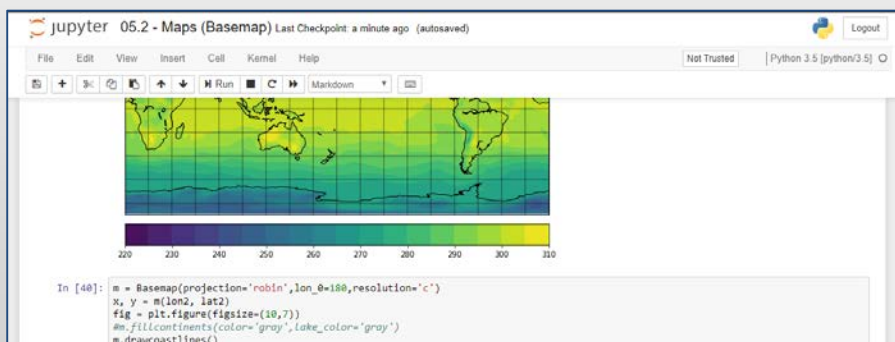 jupyter 05.2 - Maps (Basemap) Last Checkpoint: a minute ago (autosaved) Logout
File Edit View Insert Cell Kernel Help Not Trusted Python 3.5 [python/3.5]
Run Markdown
220 230 240 250 260 270 280 290 300 310
In [40]: m = Basemap(projection='robin',lon_0=180,resolution='c')
x, y = m(lon2, lat2)
fig = plt.figure(figsize=(10,7))
#m.fillcontinents(color='gray',lake_color='gray')
m.drawcoastlines()